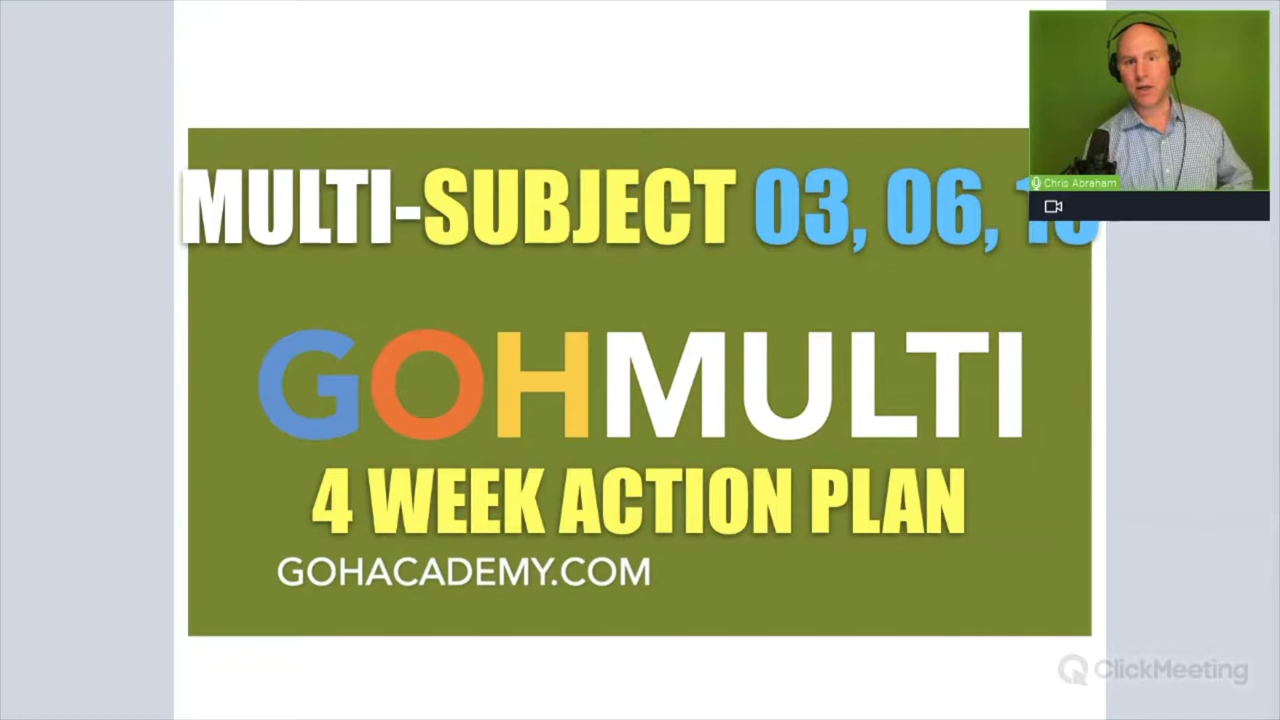 MULTI-SUBJECT 03, 06,
GOHMULTI
4 WEEK ACTION PLAN
GOHACADEMY.COM
Chris Abraham
ClickMeeting